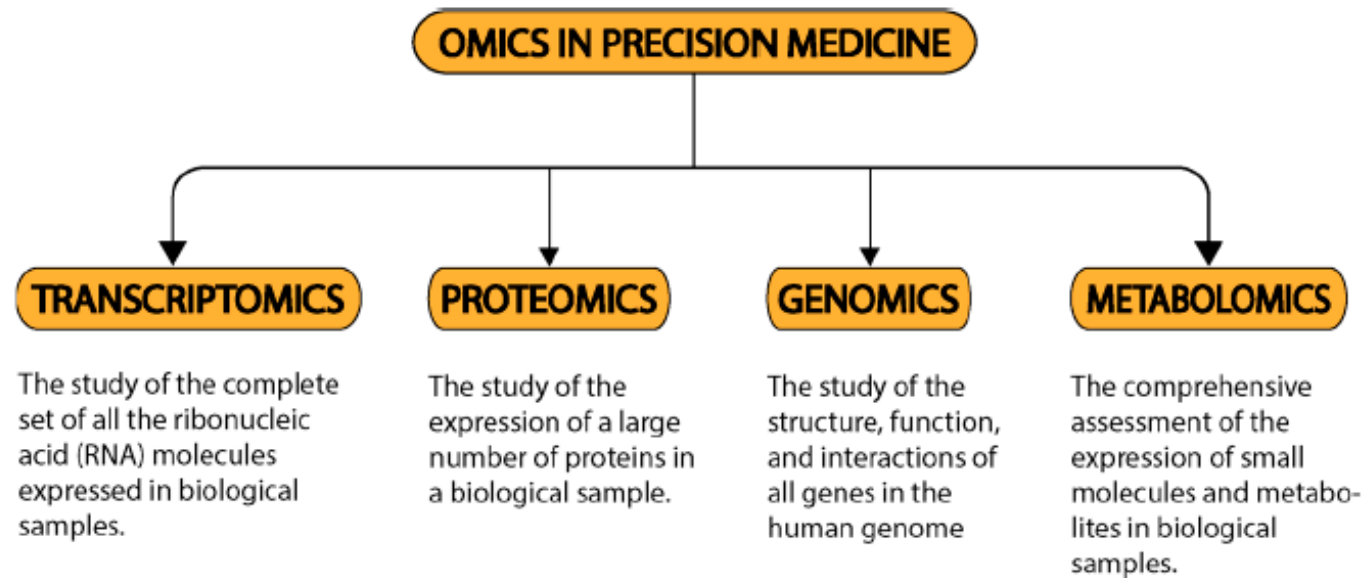 OMICS IN PRECISION MEDICINE
TRANSCRIPTOMICS
The study of the complete
set of all the ribonucleic
acid (RNA) molecules
expressed in biological
samples.
PROTEOMICS
The study of the
expression of a large
number of proteins in
a biological sample.
GENOMICS
The study of the
structure, function,
and interactions of
all genes in the
human genome
METABOLOMICS
The comprehensive
assessment of the
expression of small
molecules and metabo-
lites in biological
samples.